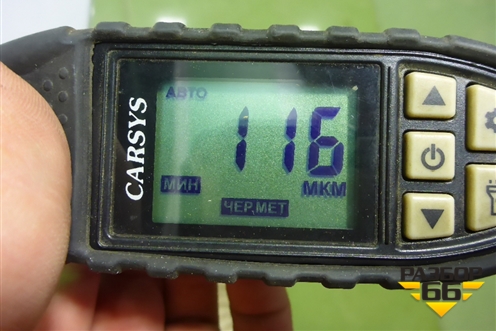 CARSYS
АВТО
116
МИН
МКМ
ЧЕР.МЕТ
РАЗБОР
66